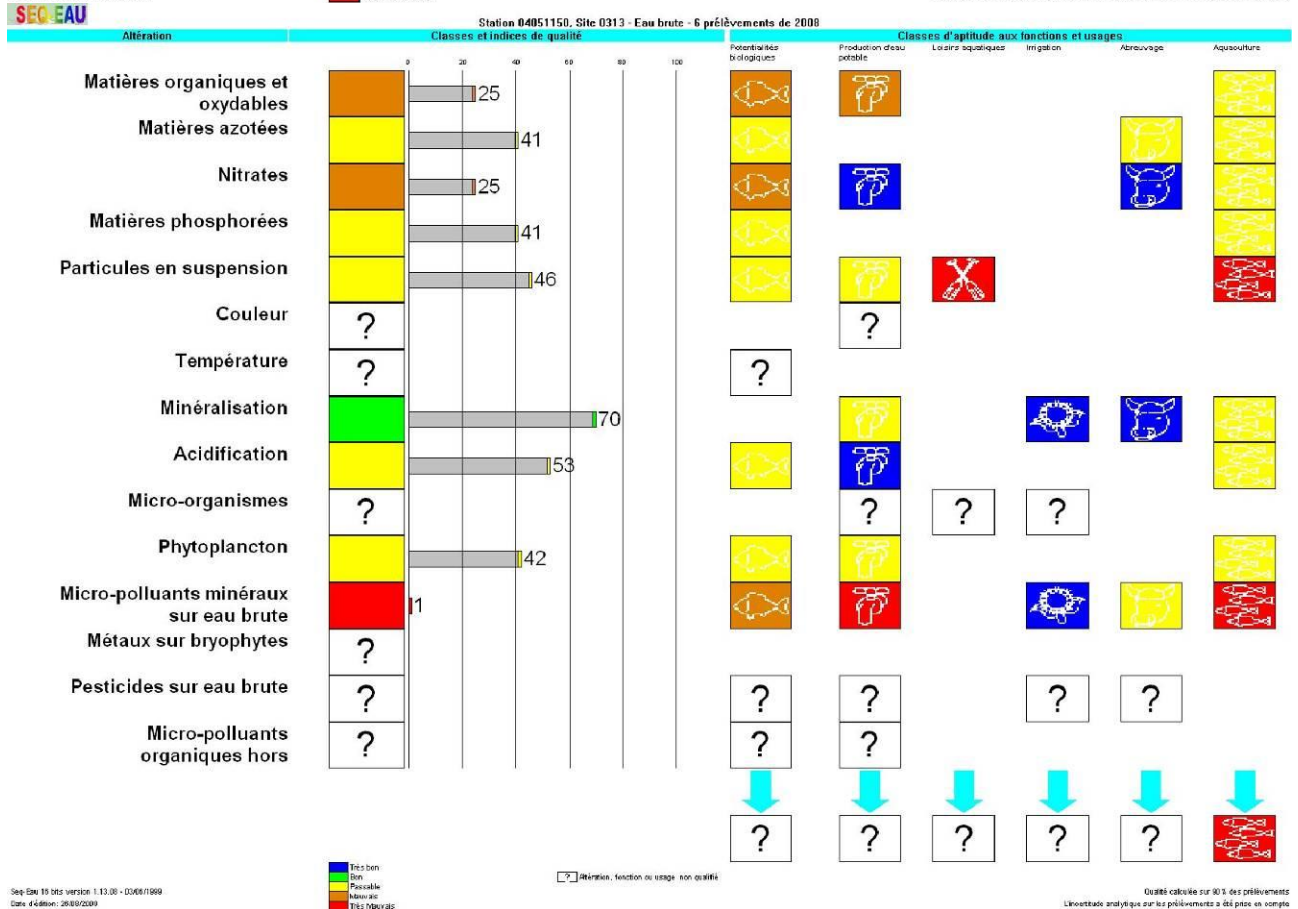 SEQ-EAU
Station 04051150, Site 0313 - Eau brute - 6 prélèvements de 2008
Altération
Classes et indices de qualité
Classes d'aptitude aux fonctions et usages
Potentialités biologiques
Production d'eau potable
Loisirs aquatiques
Irrigation
Abreuvage
Aquaculture
0 20 40 60 80 100
Matières organiques et
oxydables
25
Matières azotées
41
Nitrates
25
Matières phosphorées
41
Particules en suspension
46
Couleur
? ?
Température
? ?
Minéralisation
70
Acidification
53
Micro-organismes
? ? ? ?
Phytoplancton
42
Micro-polluants minéraux
sur eau brute
1
Métaux sur bryophytes
?
Pesticides sur eau brute
? ? ? ? ?
Micro-polluants
organiques hors
? ? ?
? ? ? ? ?
Très bon
Bon
Passable
Mauvais
Très Mauvais
? Altération, fonction ou usage non qualifié
Seq-Eau 16 bits version 1.13.08 - 03/06/1999
Date d'édition: 26/08/2009
Qualité calculée sur 90 % des prélèvements
L'incertitude analytique sur les prélèvements a été prise en compte